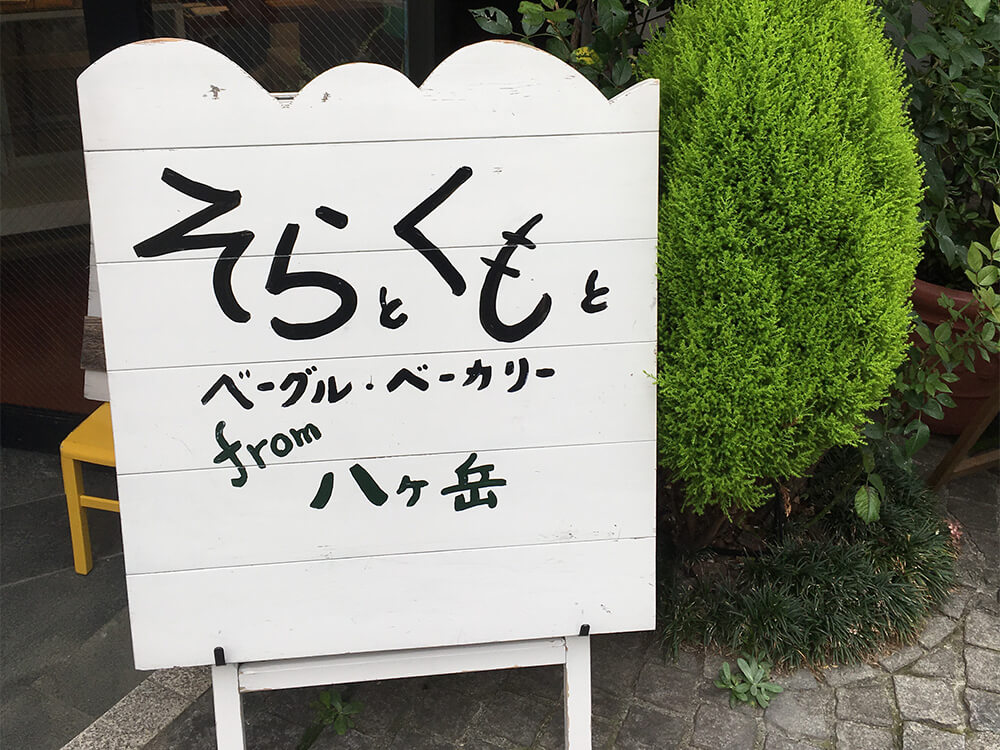 そらとくもと
ベーグル・ベーカリー
from
八ヶ岳